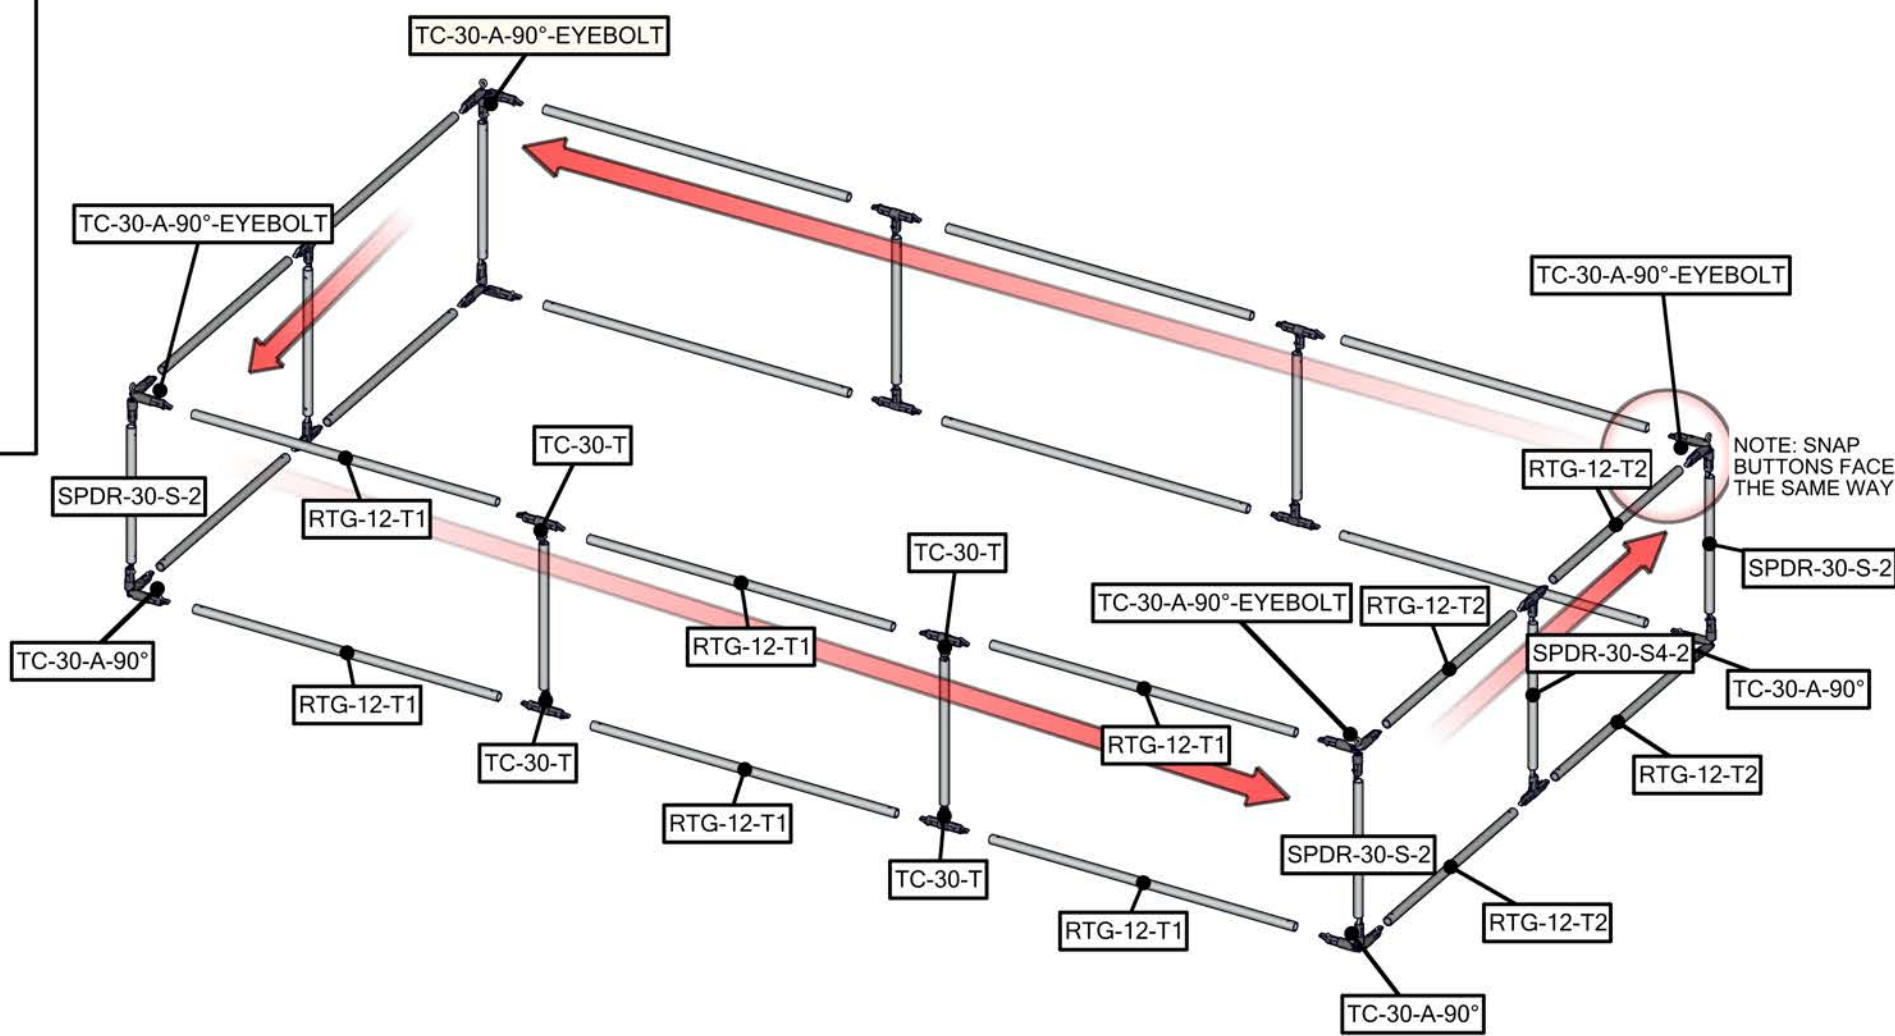 TC-30-A-90°-EYEBOLT
TC-30-A-90°-EYEBOLT
TC-30-A-90°-EYEBOLT
NOTE: SNAP
BUTTONS FACE
THE SAME WAY
RTG-12-T2
TC-30-T
SPDR-30-S-2
RTG-12-T1
TC-30-T
SPDR-30-S-2
TC-30-A-90°-EYEBOLT
RTG-12-T2
RTG-12-T1
SPDR-30-S4-2
TC-30-A-90°
TC-30-A-90°
RTG-12-T1
RTG-12-T1
TC-30-T
RTG-12-T2
RTG-12-T1
SPDR-30-S-2
TC-30-T
RTG-12-T2
RTG-12-T1
TC-30-A-90°